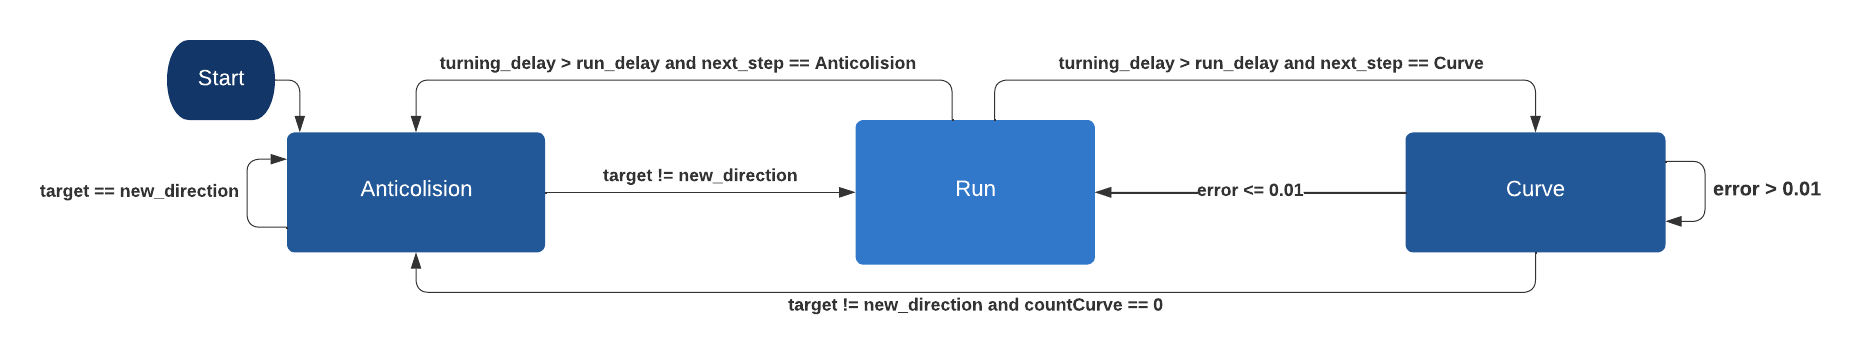 turning_delay > run_delay and next_step == Anticolision
turning_delay > run_delay and next_step == Curve
Start
target != new_direction
target == new_direction
Anticolision
Run
error <= 0.01
Curve
error > 0.01
target != new_direction and countCurve == 0